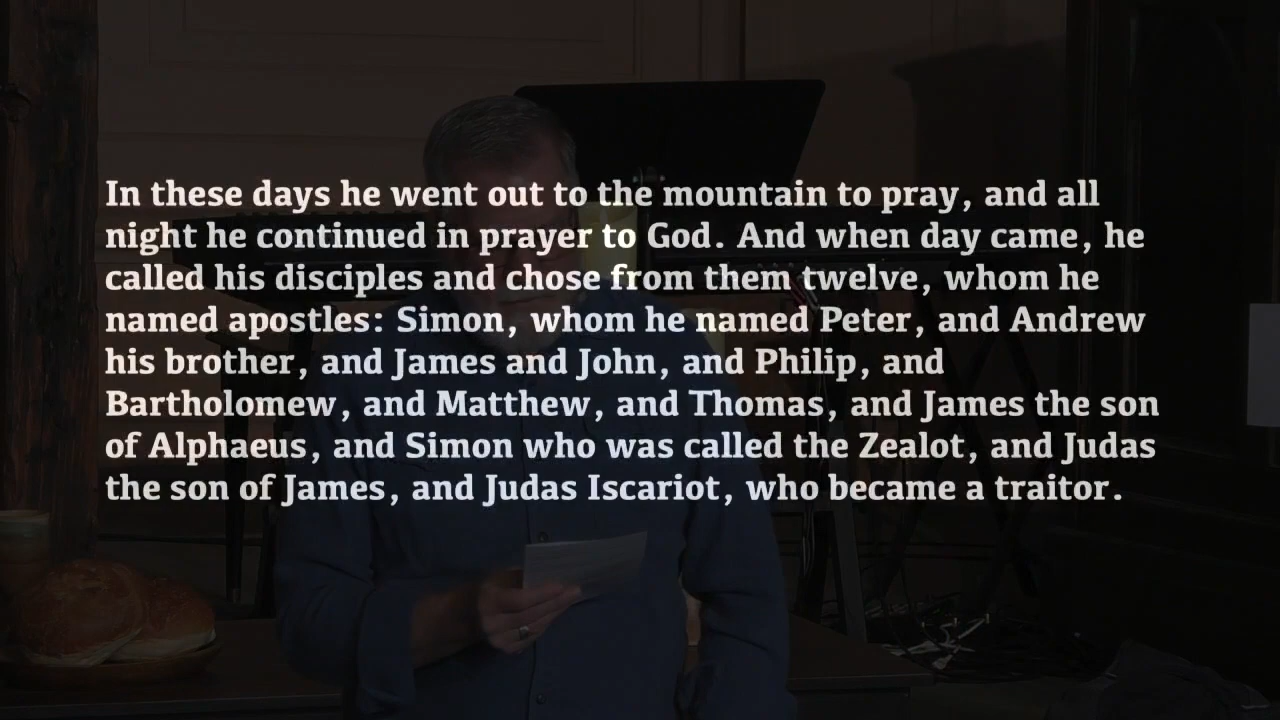 In these days he went out to the mountain to pray, and all
night he continued in prayer to God. And when day came, he
called his disciples and chose from them twelve, whom he
named apostles: Simon, whom he named Peter, and Andrew
his brother, and James and John, and Philip, and
Bartholomew, and Matthew, and Thomas, and James the son
of Alphaeus, and Simon who was called the Zealot, and Judas
the son of James, and Judas Iscariot, who became a traitor.